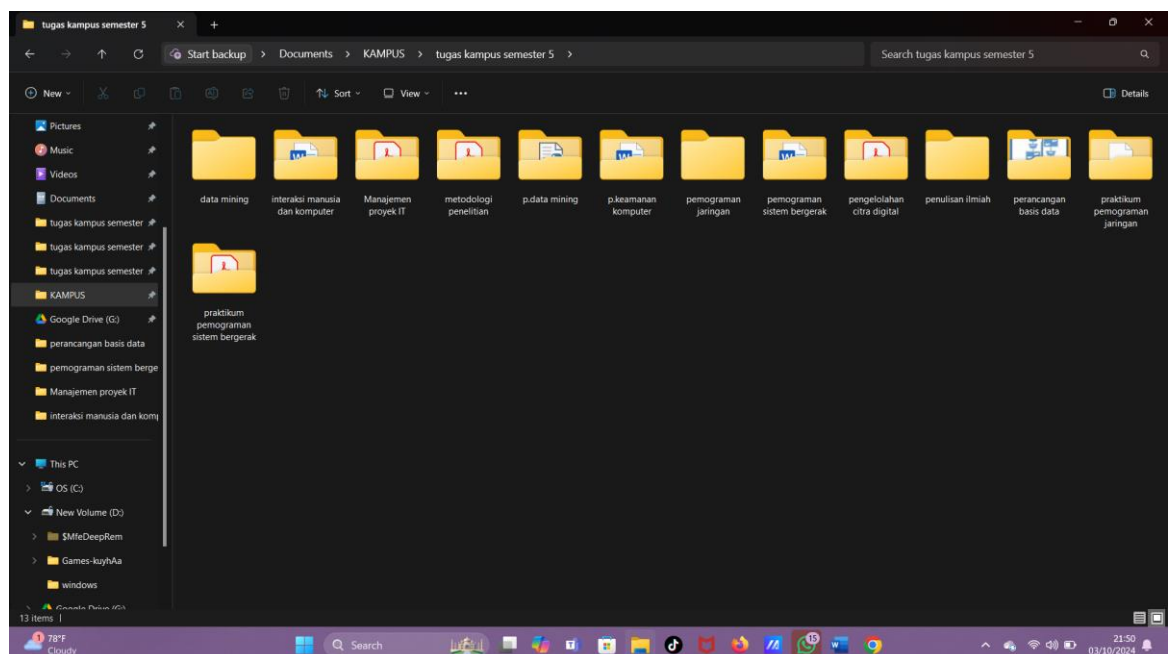 tugas kampus semester 5
Start backup > Documents > KAMPUS > tugas kampus semester 5 >
Search tugas kampus semester 5
New
Sort
View
Details
Pictures
Music
Videos
Documents
tugas kampus semester
tugas kampus semester
tugas kampus semester
KAMPUS
Google Drive (G:)
perancangan basis data
pemograman sistem berge
Manajemen proyek IT
interaksi manusia dan komp
This PC
OS (C:)
New Volume (D:)
$MfeDeepRem
Games-kuyhAa
windows
Google Drive (G:)
data mining
interaksi manusia
dan komputer
Manajemen
proyek IT
metodologi
penelitian
p.data mining
p.keamanan
komputer
pemograman
jaringan
pemograman
sistem bergerak
pengelolahan
citra digital
penulisan ilmiah
perancangan
basis data
praktikum
pemograman
jaringan
praktikum
pemograman
sistem bergerak
13 items
1
78°F
Cloudy
Search
15
21:50
03/10/2024